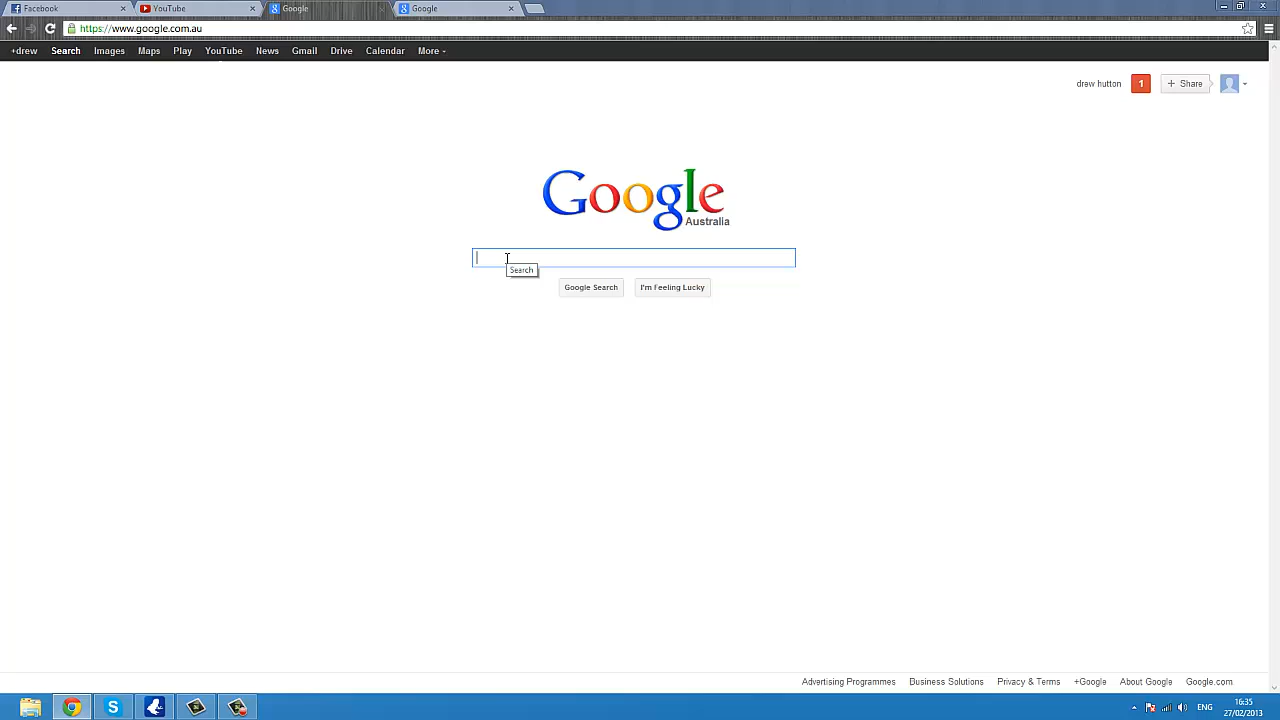 Facebook YouTube Google Google
https://www.google.com.au
+drew Search Images Maps Play YouTube News Gmail Drive Calendar More
drew hutton 1 + Share
Google
Australia
Search
Google Search I'm Feeling Lucky
Advertising Programmes Business Solutions Privacy & Terms +Google About Google Google.com
ENG 16:35
27/02/2013